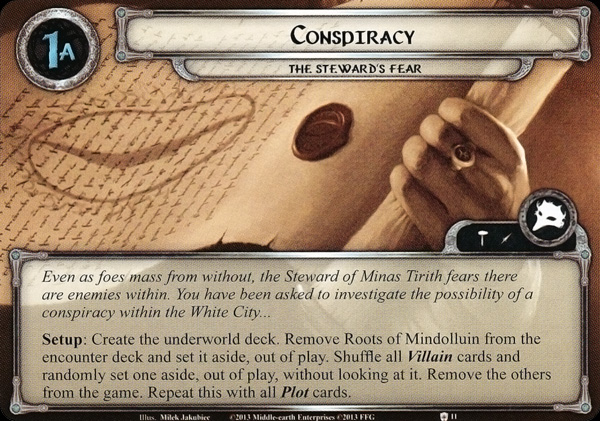 1A
Conspiracy
The Steward's Fear
Even as foes mass from without, the Steward of Minas Tirith fears there
are enemies within. You have been asked to investigate the possibility of a
conspiracy within the White City...
Setup: Create the underworld deck. Remove Roots of Mindolluin from the
encounter deck and set it aside, out of play. Shuffle all Villain cards and
randomly set one aside, out of play, without looking at it. Remove the others
from the game. Repeat this with all Plot cards.
Illus. Miłek Jakubiec ©2013 Middle-earth Enterprises ©2013 FFG 11